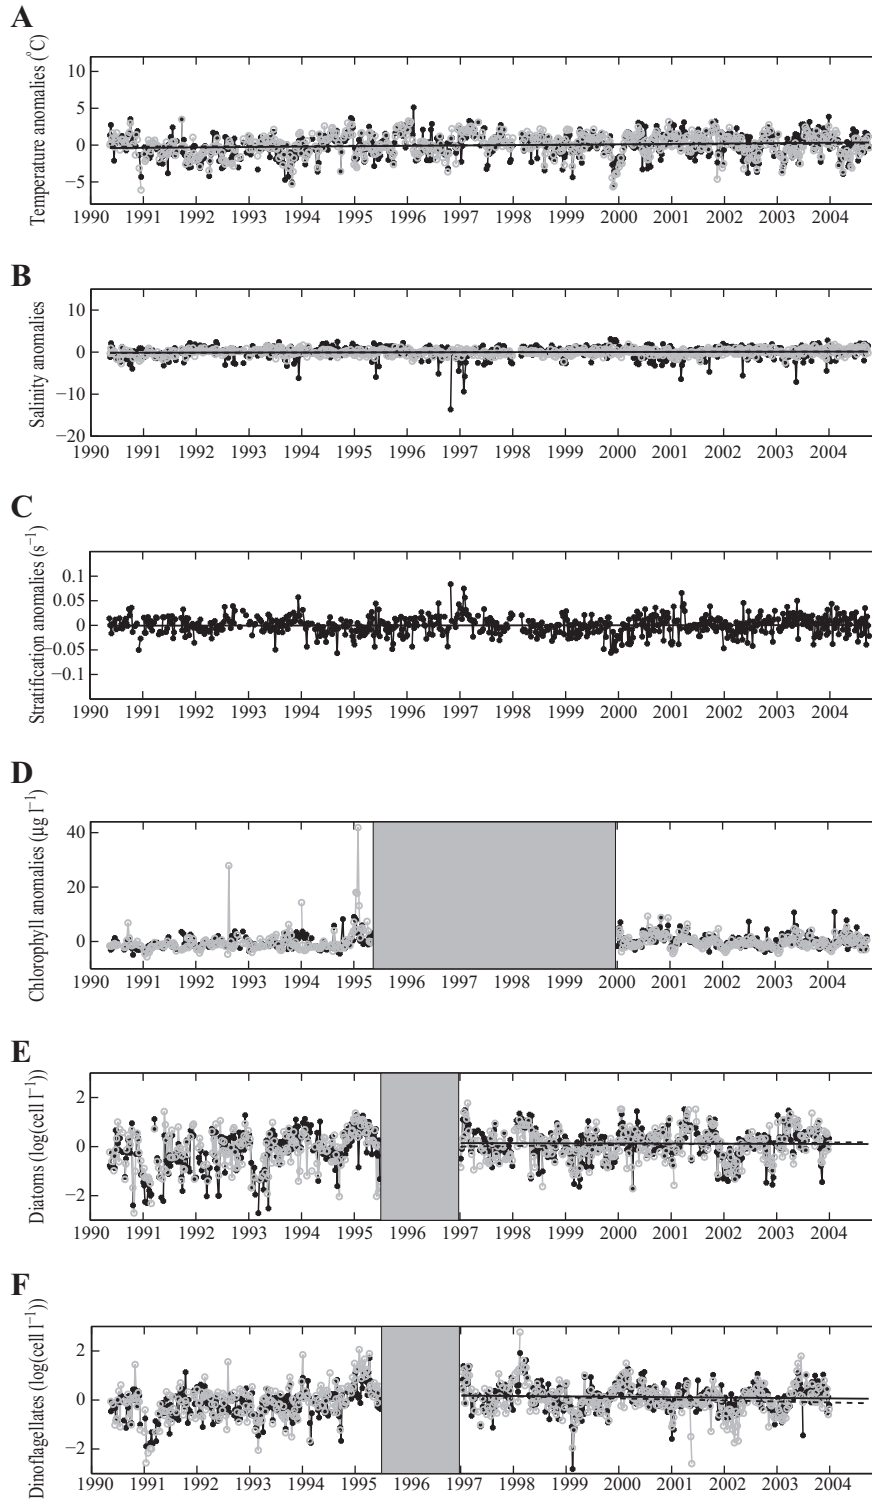 A
Temperature anomalies (°C)
10
5
0
−5
1990 1991 1992 1993 1994 1995 1996 1997 1998 1999 2000 2001 2002 2003 2004
B
Salinity anomalies
10
0
−10
−20
1990 1991 1992 1993 1994 1995 1996 1997 1998 1999 2000 2001 2002 2003 2004
C
Stratification anomalies (s⁻¹)
0.1
0.05
0
−0.05
−0.1
1990 1991 1992 1993 1994 1995 1996 1997 1998 1999 2000 2001 2002 2003 2004
D
Chlorophyll anomalies (µg l⁻¹)
40
20
0
1990 1991 1992 1993 1994 1995 1996 1997 1998 1999 2000 2001 2002 2003 2004
E
Diatoms (log(cell l⁻¹))
2
0
−2
1990 1991 1992 1993 1994 1995 1996 1997 1998 1999 2000 2001 2002 2003 2004
F
Dinoflagellates (log(cell l⁻¹))
2
0
−2
1990 1991 1992 1993 1994 1995 1996 1997 1998 1999 2000 2001 2002 2003 2004